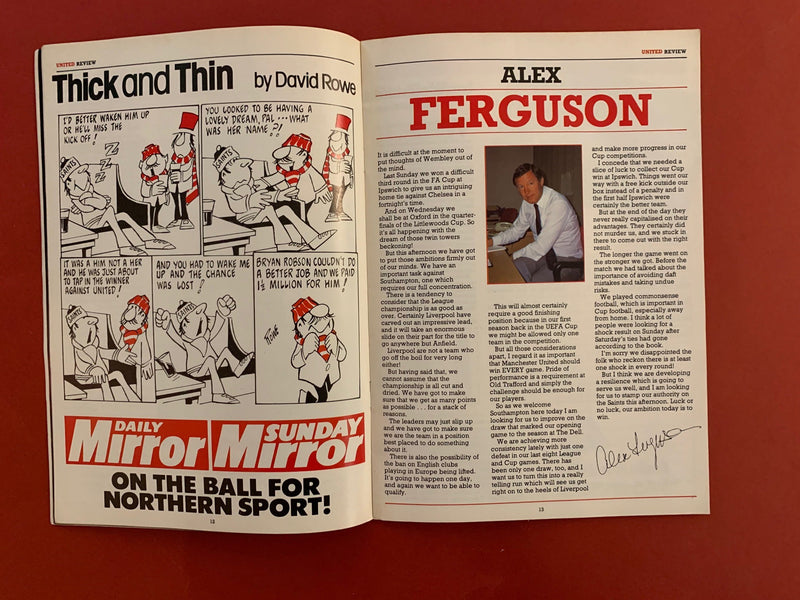 UNITED REVIEW
Thick and Thin by David Rowe
I'D BETTER WAKEN HIM UP
OR HE'LL MISS THE
KICK OFF!
SAINTS
Z
Z
Z
YOU LOOKED TO BE HAVING A
LOVELY DREAM, PAL ... WHAT
WAS HER NAME?!
SAINTS
IT WAS A HIM NOT A HER
AND HE WAS JUST ABOUT
TO TAP IN THE WINNER
AGAINST UNITED!
AND YOU HAD TO WAKE ME
UP AND THE CHANCE
WAS LOST!
SAINTS
BRYAN ROBSON COULDN'T DO
A BETTER JOB AND WE PAID
1½ MILLION FOR HIM!
ROWE
DAILY
Mirror
SUNDAY
Mirror
ON THE BALL FOR
NORTHERN SPORT!
12
UNITED REVIEW
ALEX
FERGUSON
It is difficult at the moment to
put thoughts of Wembley out of
the mind.
Last Sunday we won a difficult
third round in the FA Cup at
Ipswich to give us an intriguing
home tie against Chelsea in a
fortnight's time.
And on Wednesday we
shall be at Oxford in the quarter-
finals of the Littlewoods Cup. So
it's all happening with the
dream of those twin towers
beckoning!
But this afternoon we have got
to put those ambitions firmly out
of our minds. We have an
important task against
Southampton, one which
requires our full concentration.
There is a tendency to
consider that the League
championship is as good as
over. Certainly Liverpool have
carved out an impressive lead,
and it will take an enormous
slide on their part for the title to
go anywhere but Anfield.
Liverpool are not a team who
go off the boil for very long
either!
But having said that, we
cannot assume that the
championship is all cut and
dried. We have got to make
sure that we get as many points
as possible . . . for a stack of
reasons.
The leaders may just slip up
and we have got to make sure
we are the team in a position
best placed to do something
about it.
There is also the possibility of
the ban on English clubs
playing in Europe being lifted.
It's going to happen one day,
and again we want to be able to
qualify.
This will almost certainly
require a good finishing
position because in our first
season back in the UEFA Cup
we might be allowed only one
team in the competition.
But all those considerations
apart, I regard it as important
that Manchester United should
win EVERY game. Pride of
performance is a requirement at
Old Trafford and simply the
challenge should be enough for
our players.
So as we welcome
Southampton here today I am
looking for us to improve on the
draw that marked our opening
game to the season at The Dell.
We are achieving more
consistency lately with just one
defeat in our last eight League
and Cup games. There has
been only one draw, too, and I
want us to turn this into a really
telling run which will see us get
right on to the heels of Liverpool
and make more progress in our
Cup competitions.
I concede that we needed a
slice of luck to collect our Cup
win at Ipswich. Things went our
way with a free kick outside our
box instead of a penalty and in
the first half Ipswich were
certainly the better team.
But at the end of the day they
never really capitalised on their
advantages. They certainly did
not murder us, and we stuck in
there to come out with the right
result.
The longer the game went on
the stronger we got. Before the
match we had talked about the
importance of avoiding daft
mistakes and taking undue
risks.
We played commonsense
football, which is important in
Cup football, especially away
from home. I think a lot of
people were looking for a
shock result on Sunday after
Saturday's ties had gone
according to the book.
I'm sorry we disappointed the
folk who reckon there is at least
one shock in every round!
But I think we are developing
a resilience which is going to
serve us well, and I am looking
for us to stamp our authority on
the Saints this afternoon. Luck or
no luck, our ambition today is to
win.
Alex Ferguson
13